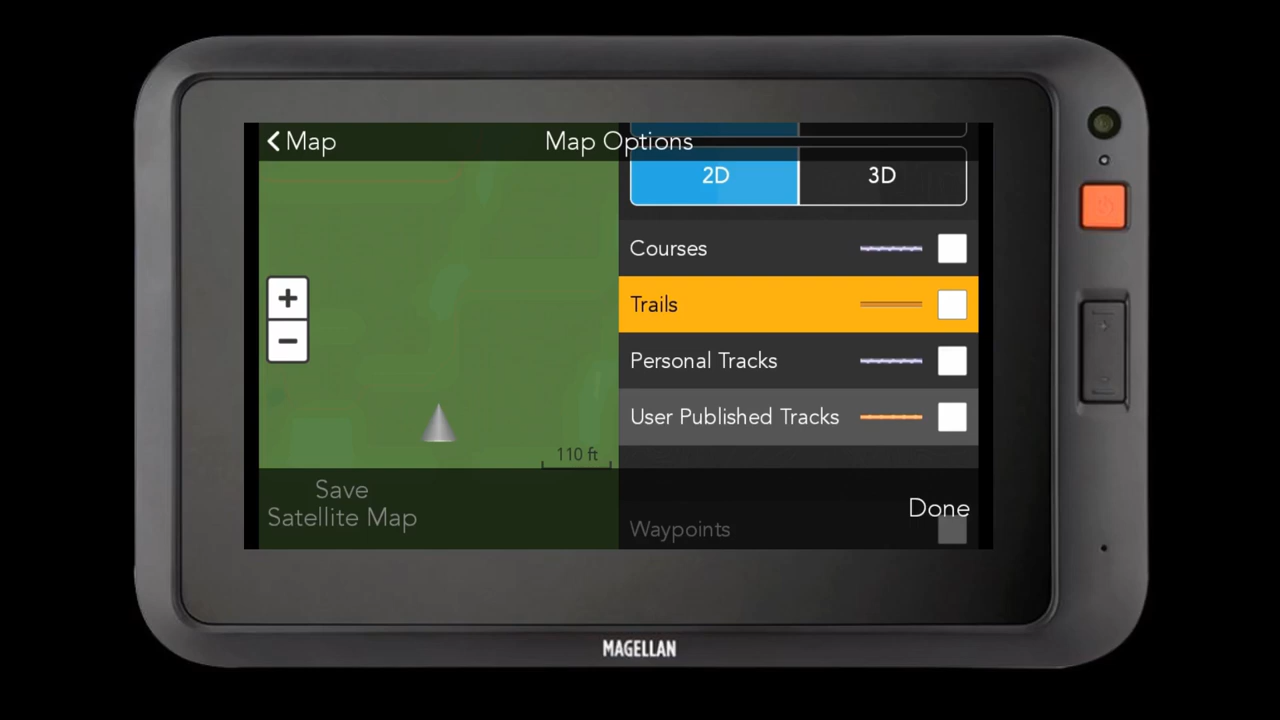 Map
Map Options
2D
3D
Courses
Trails
Personal Tracks
User Published Tracks
+
−
110 ft
Save
Satellite Map
Done
Waypoints
MAGELLAN